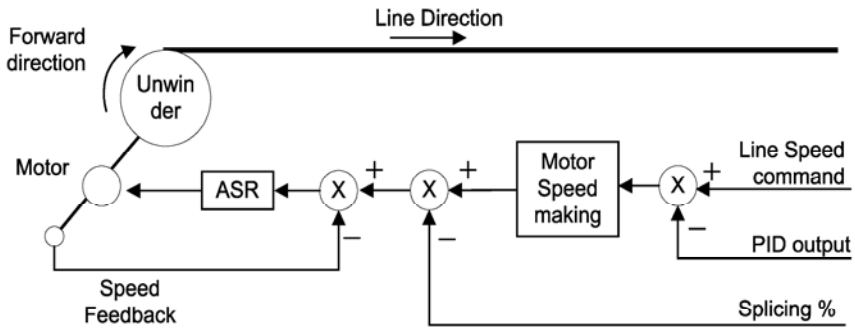 Line Direction
Forward
direction
Unwin
der
Motor
ASR
X
+
X
+
Motor
Speed
making
X
+
Line Speed
command
−
−
−
PID output
Speed
Feedback
Splicing %